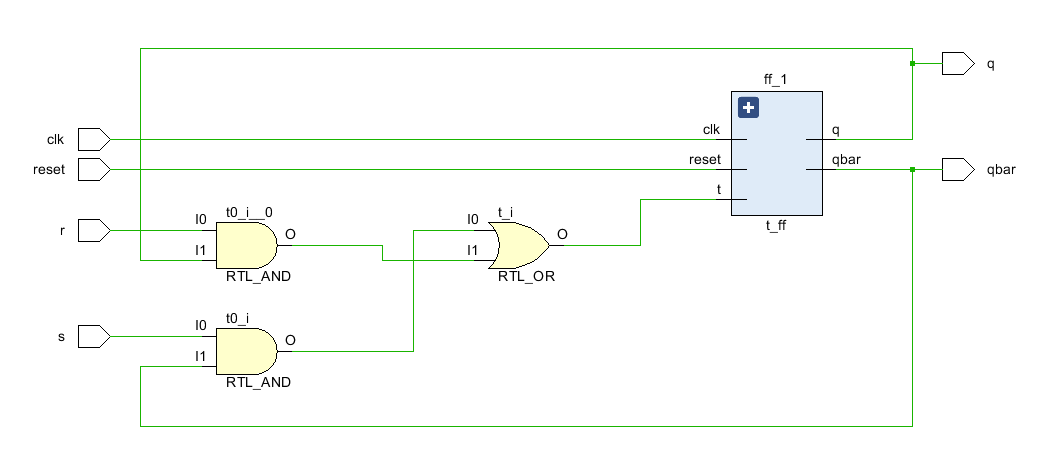 q
ff_1
clk
clk
q
reset
reset
qbar
qbar
t
t_ff
r
t0_i__0
I0
O
I1
RTL_AND
t_i
I0
O
I1
RTL_OR
s
t0_i
I0
O
I1
RTL_AND